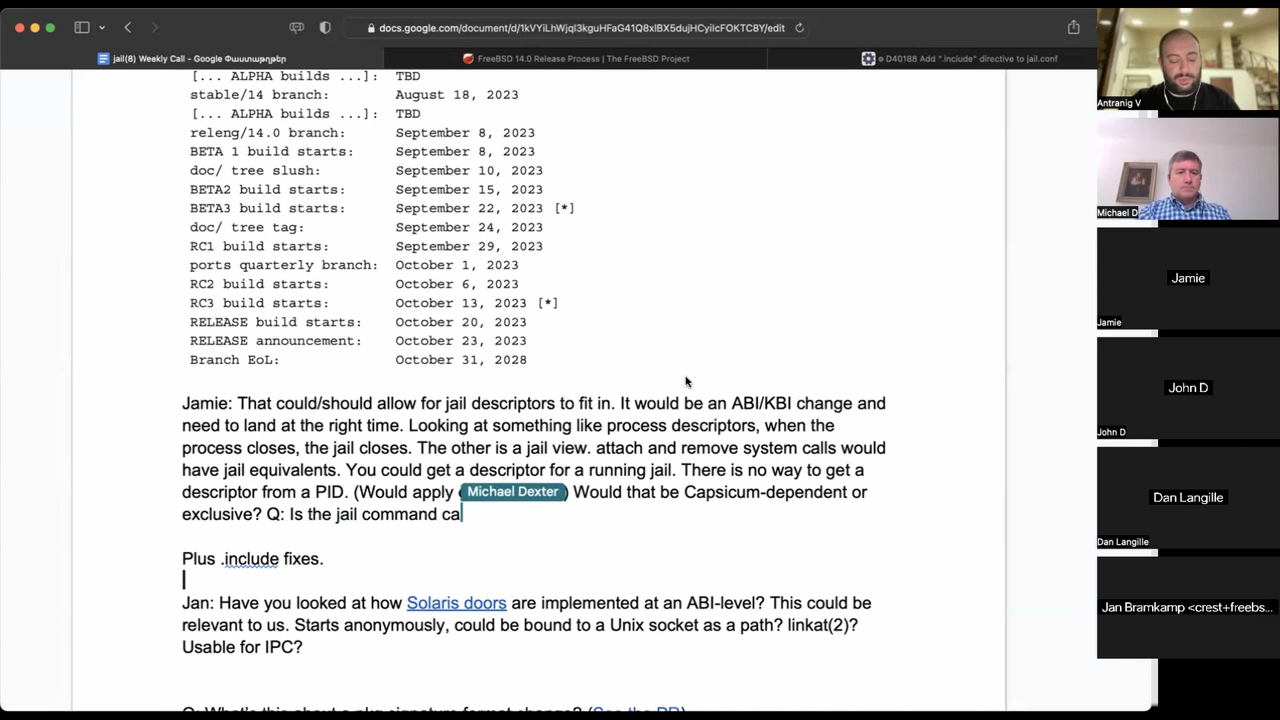 docs.google.com/document/d/1kVYiLhWjql3kguHFaG41Q8xlBX5dujHCyilcFOKTC8Y/edit
jail(8) Weekly Call - Google Փաստաթղթեր
FreeBSD 14.0 Release Process | The FreeBSD Project
D40188 Add ".include" directive to jail.conf
[... ALPHA builds ...]: TBD
stable/14 branch: August 18, 2023
[... ALPHA builds ...]: TBD
releng/14.0 branch: September 8, 2023
BETA 1 build starts: September 8, 2023
doc/ tree slush: September 10, 2023
BETA2 build starts: September 15, 2023
BETA3 build starts: September 22, 2023 [*]
doc/ tree tag: September 24, 2023
RC1 build starts: September 29, 2023
ports quarterly branch: October 1, 2023
RC2 build starts: October 6, 2023
RC3 build starts: October 13, 2023 [*]
RELEASE build starts: October 20, 2023
RELEASE announcement: October 23, 2023
Branch EoL: October 31, 2028
Jamie: That could/should allow for jail descriptors to fit in. It would be an ABI/KBI change and
need to land at the right time. Looking at something like process descriptors, when the
process closes, the jail closes. The other is a jail view. attach and remove system calls would
have jail equivalents. You could get a descriptor for a running jail. There is no way to get a
descriptor from a PID. (Would apply Michael Dexter ) Would that be Capsicum-dependent or
exclusive? Q: Is the jail command ca
Plus .include fixes.
Jan: Have you looked at how Solaris doors are implemented at an ABI-level? This could be
relevant to us. Starts anonymously, could be bound to a Unix socket as a path? linkat(2)?
Usable for IPC?
Q: What's this about a pkg signature format change? (See the PR)
Antranig V
Michael D
Jamie
Jamie
John D
John D
Dan Langille
Dan Langille
Jan Bramkamp <crest+freebs...